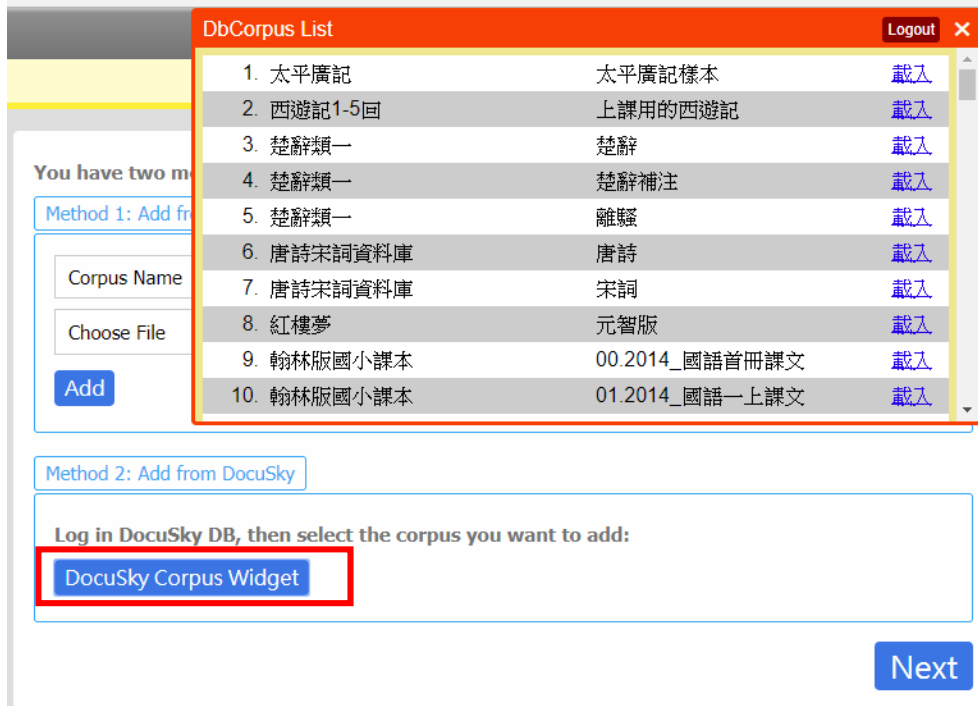 DbCorpus List Logout ×
1. 太平廣記 太平廣記樣本 載入
2. 西遊記1-5回 上課用的西遊記 載入
3. 楚辭類一 楚辭 載入
4. 楚辭類一 楚辭補注 載入
5. 楚辭類一 離騷 載入
6. 唐詩宋詞資料庫 唐詩 載入
7. 唐詩宋詞資料庫 宋詞 載入
8. 紅樓夢 元智版 載入
9. 翰林版國小課本 00.2014_國語首冊課文 載入
10. 翰林版國小課本 01.2014_國語一上課文 載入
You have two m
Method 1: Add fr
Corpus Name
Choose File
Add
Method 2: Add from DocuSky
Log in DocuSky DB, then select the corpus you want to add:
DocuSky Corpus Widget
Next